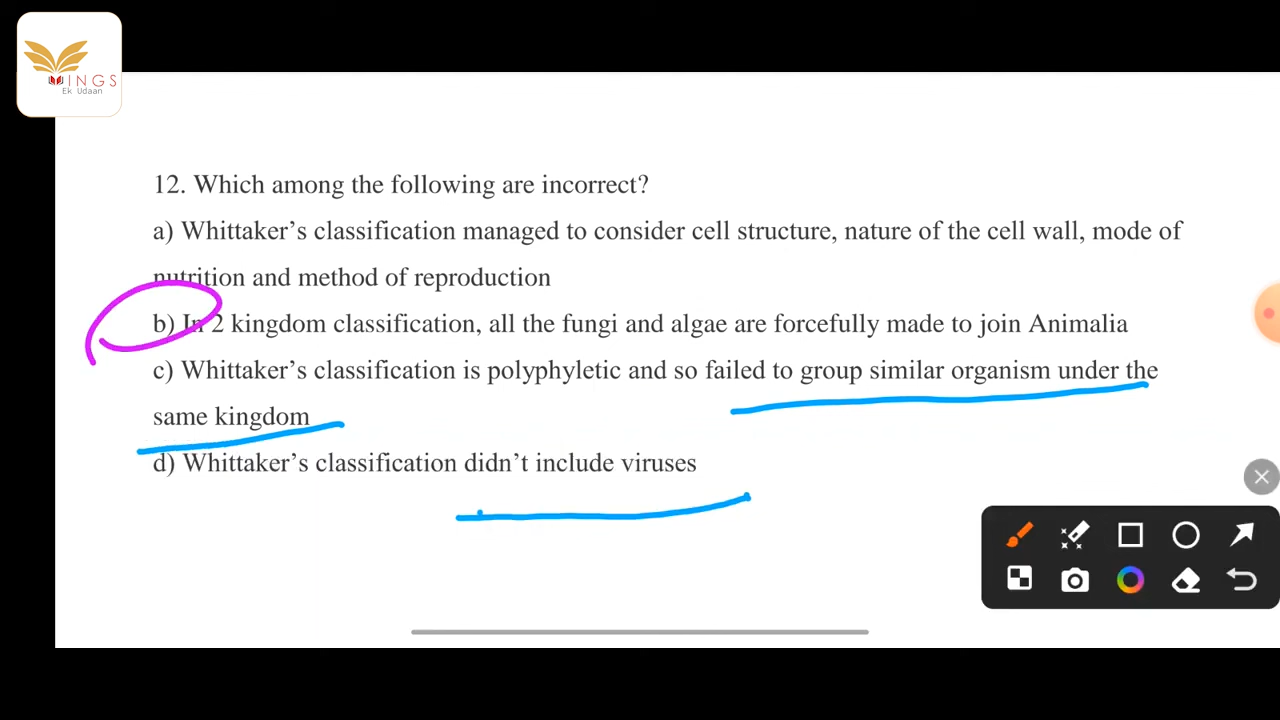 WINGS
Ek Udaan
12. Which among the following are incorrect?
a) Whittaker’s classification managed to consider cell structure, nature of the cell wall, mode of
nutrition and method of reproduction
b) In 2 kingdom classification, all the fungi and algae are forcefully made to join Animalia
c) Whittaker’s classification is polyphyletic and so failed to group similar organism under the
same kingdom
d) Whittaker’s classification didn’t include viruses